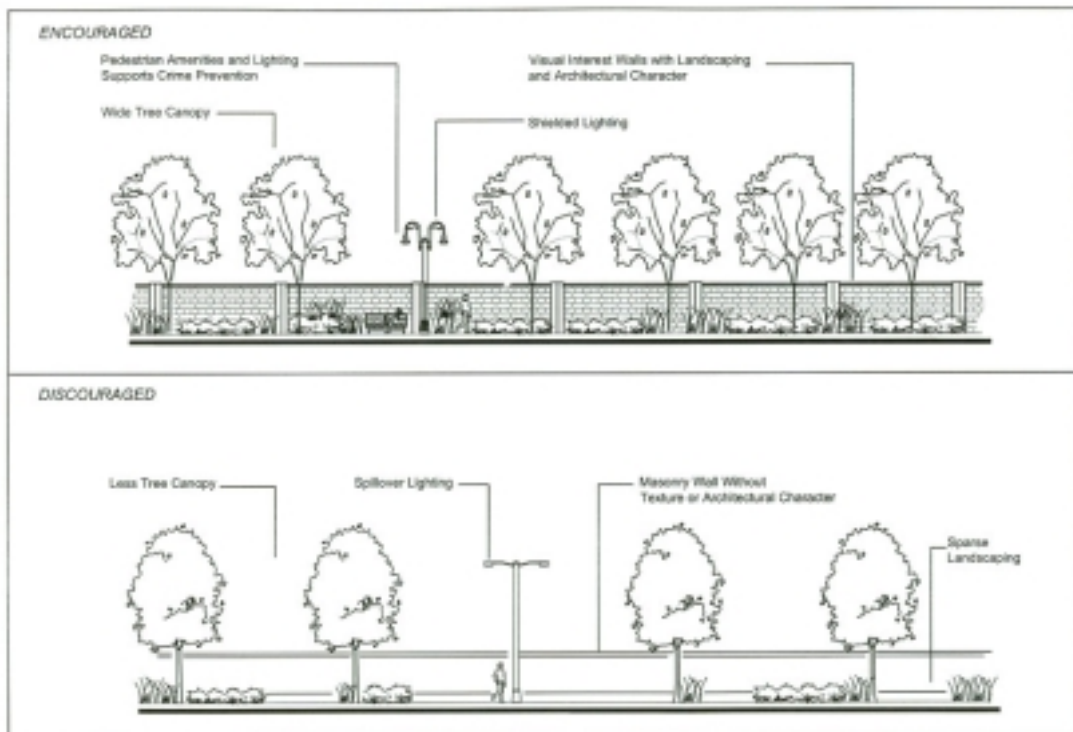 ENCOURAGED
Pedestrian Amenities and Lighting
Supports Crime Prevention
Visual Interest Walls with Landscaping
and Architectural Character
Wide Tree Canopy
Shielded Lighting
DISCOURAGED
Less Tree Canopy
Spillover Lighting
Masonry Wall Without
Texture or Architectural Character
Sparse
Landscaping